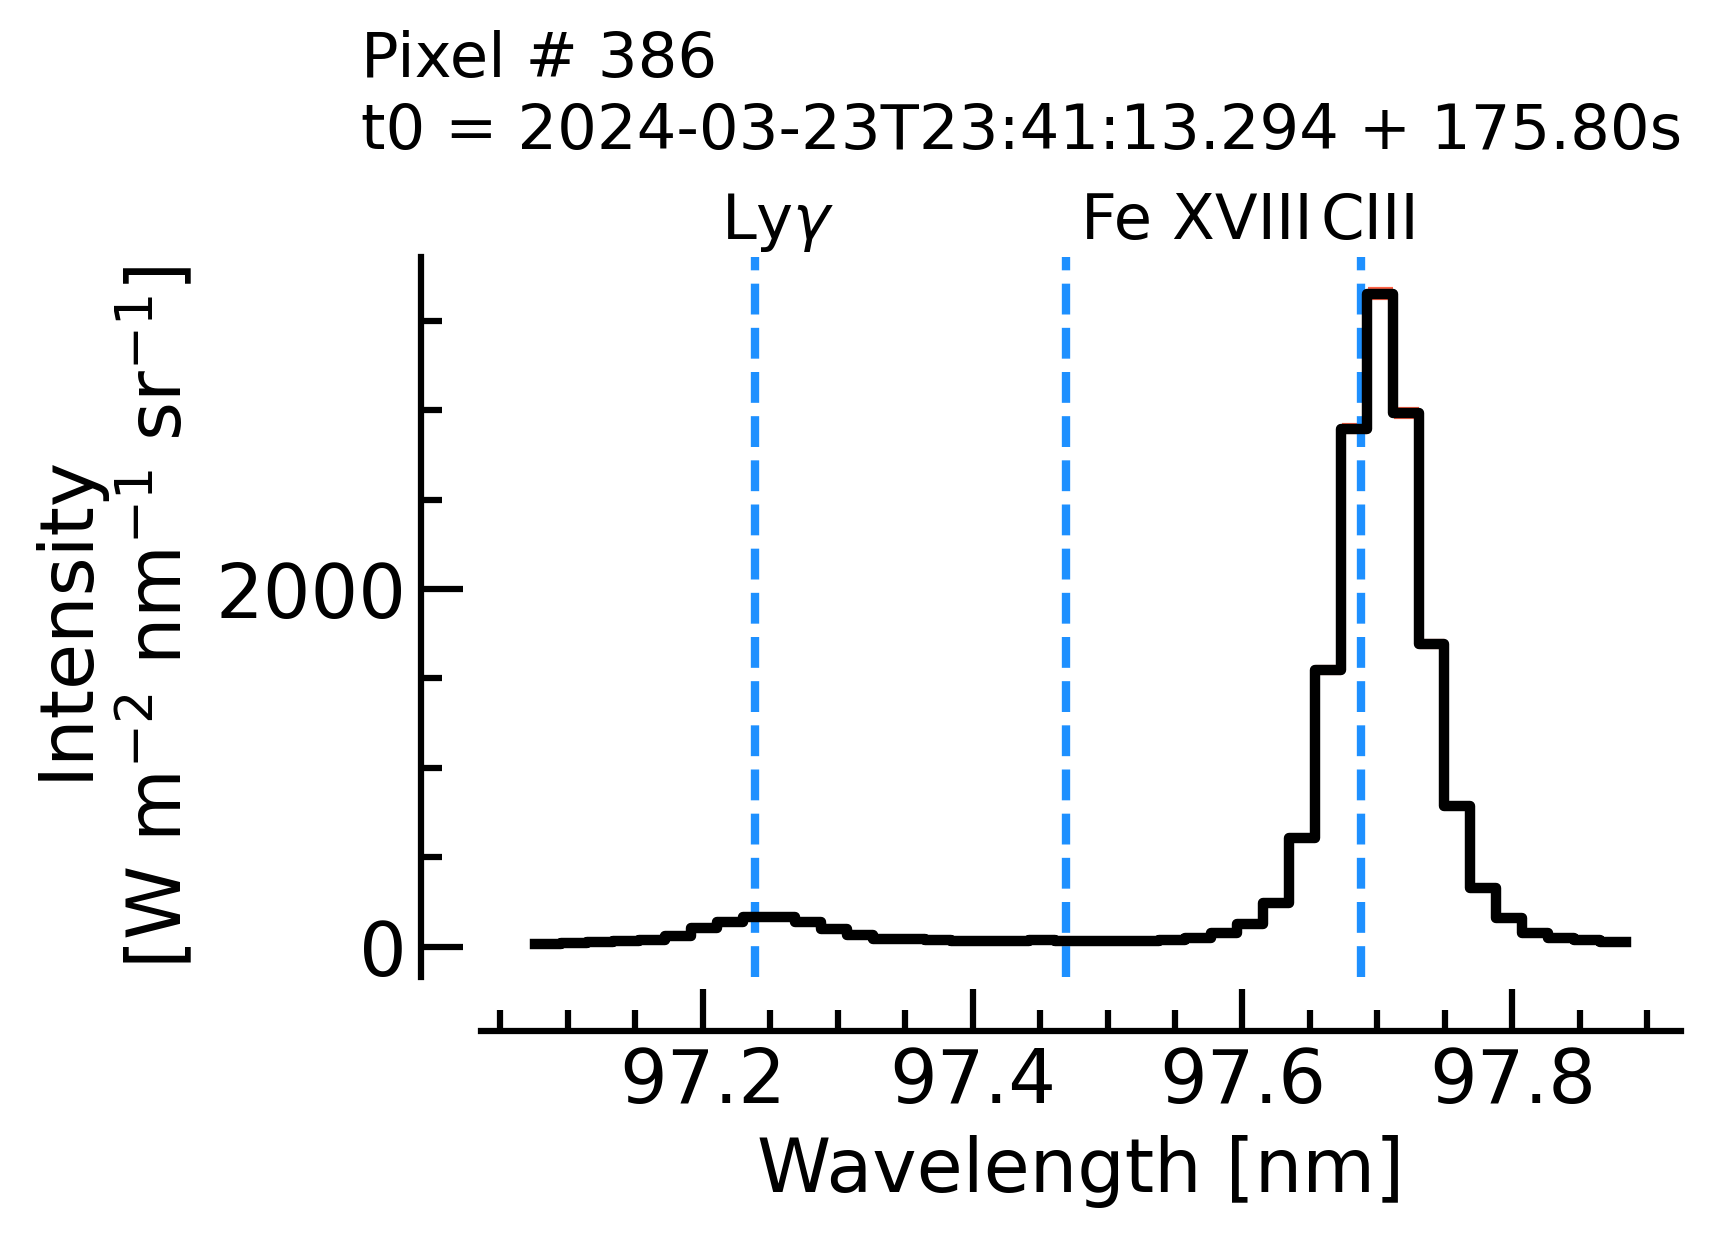 Pixel # 386
t0 = 2024-03-23T23:41:13.294 + 175.80s
Lyγ
Fe XVIII
CIII
Intensity
[W m⁻² nm⁻¹ sr⁻¹]
2000
0
97.2
97.4
97.6
97.8
Wavelength [nm]